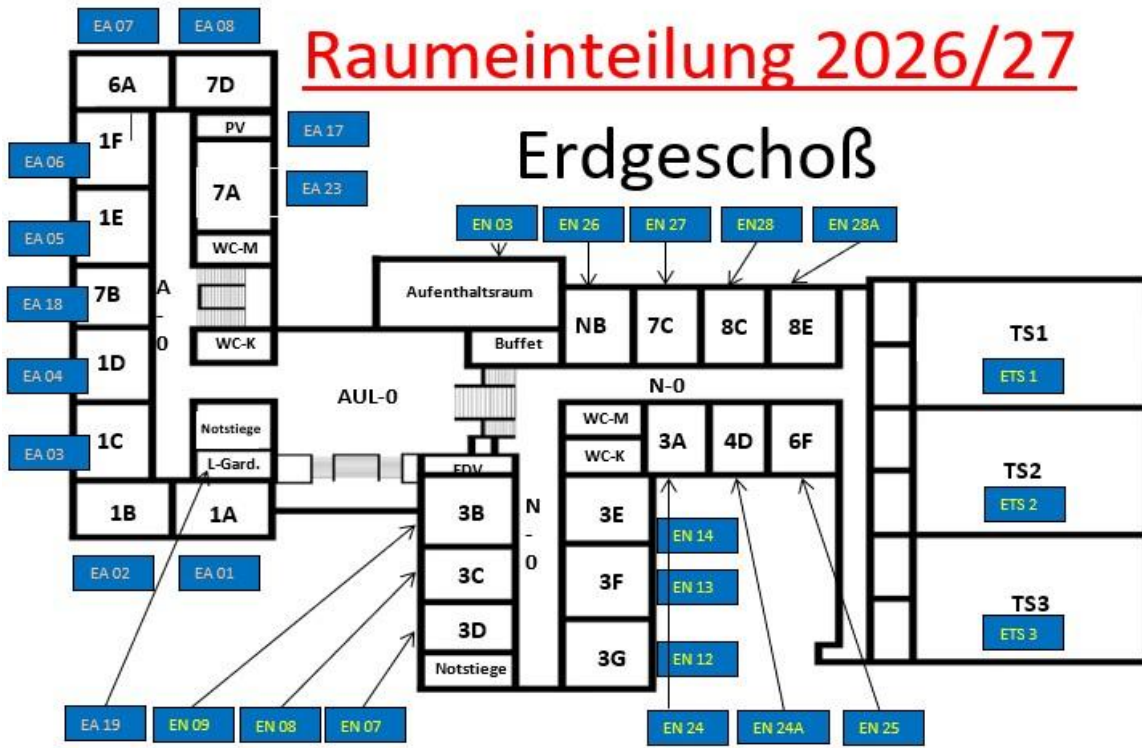 EA 07
EA 08
Raumeinteilung 2026/27
6A
7D
Erdgeschoß
PV
EA 17
1F
EA 06
7A
EA 23
1E
EA 05
EN 03
EN 26
EN 27
EN28
EN 28A
WC-M
7B
EA 18
A
-
0
Aufenthaltsraum
NB
7C
8C
8E
TS1
WC-K
Buffet
1D
EA 04
ETS 1
AUL-0
N-0
Notstiege
WC-M
3A
4D
6F
1C
EA 03
L-Gard.
WC-K
EDV
TS2
1B
1A
3B
N
-
0
3E
ETS 2
EN 14
EA 02
EA 01
3C
3F
EN 13
TS3
3D
ETS 3
Notstiege
3G
EN 12
EA 19
EN 09
EN 08
EN 07
EN 24
EN 24A
EN 25